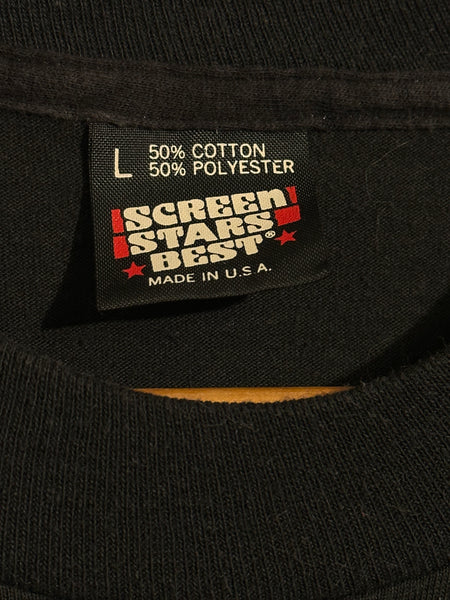 L 50% COTTON
50% POLYESTER
SCREEN
STARS
BEST®
MADE IN U.S.A.